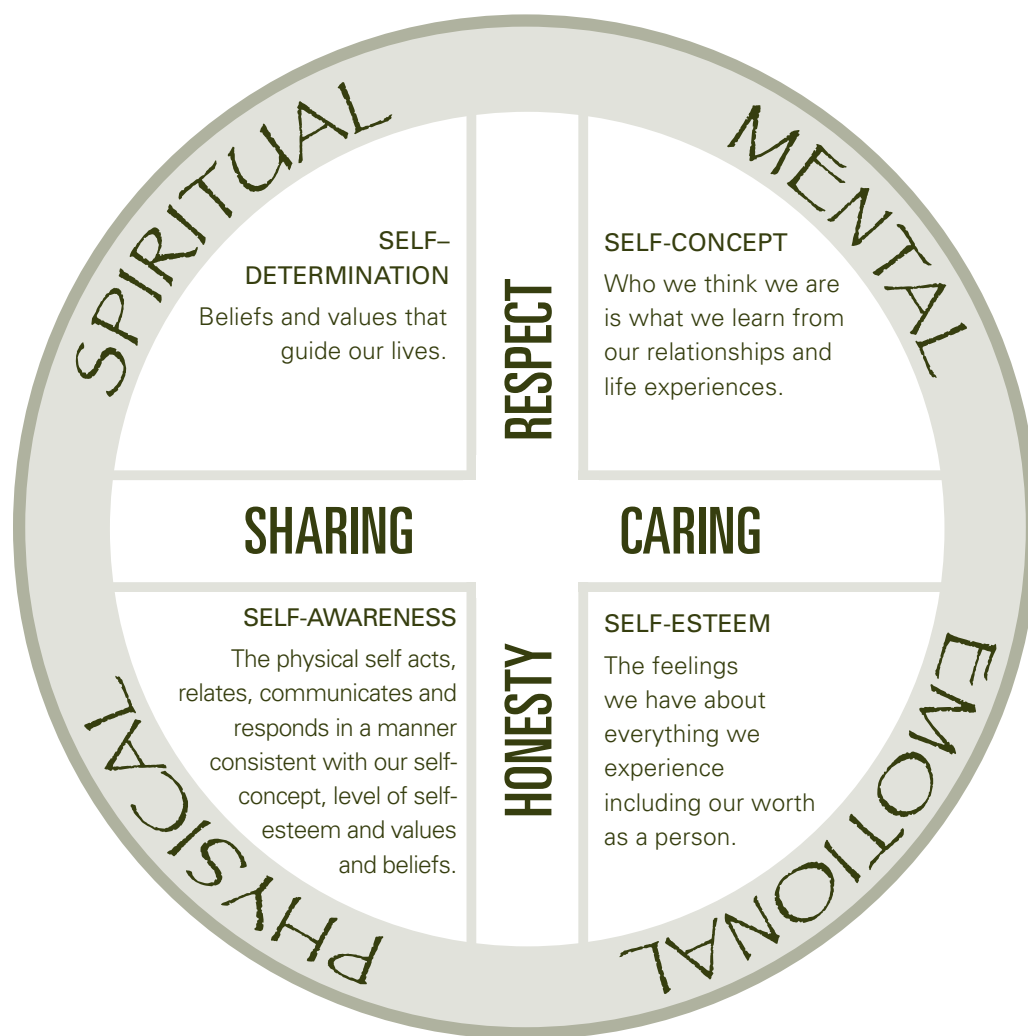 SPIRITUAL
MENTAL
SELF–
DETERMINATION
Beliefs and values that
guide our lives.
RESPECT
SELF-CONCEPT
Who we think we are
is what we learn from
our relationships and
life experiences.
SHARING
CARING
SELF-AWARENESS
The physical self acts,
relates, communicates and
responds in a manner
consistent with our self-
concept, level of self-
esteem and values
and beliefs.
HONESTY
SELF-ESTEEM
The feelings
we have about
everything we
experience
including our worth
as a person.
PHYSICAL
EMOTIONAL